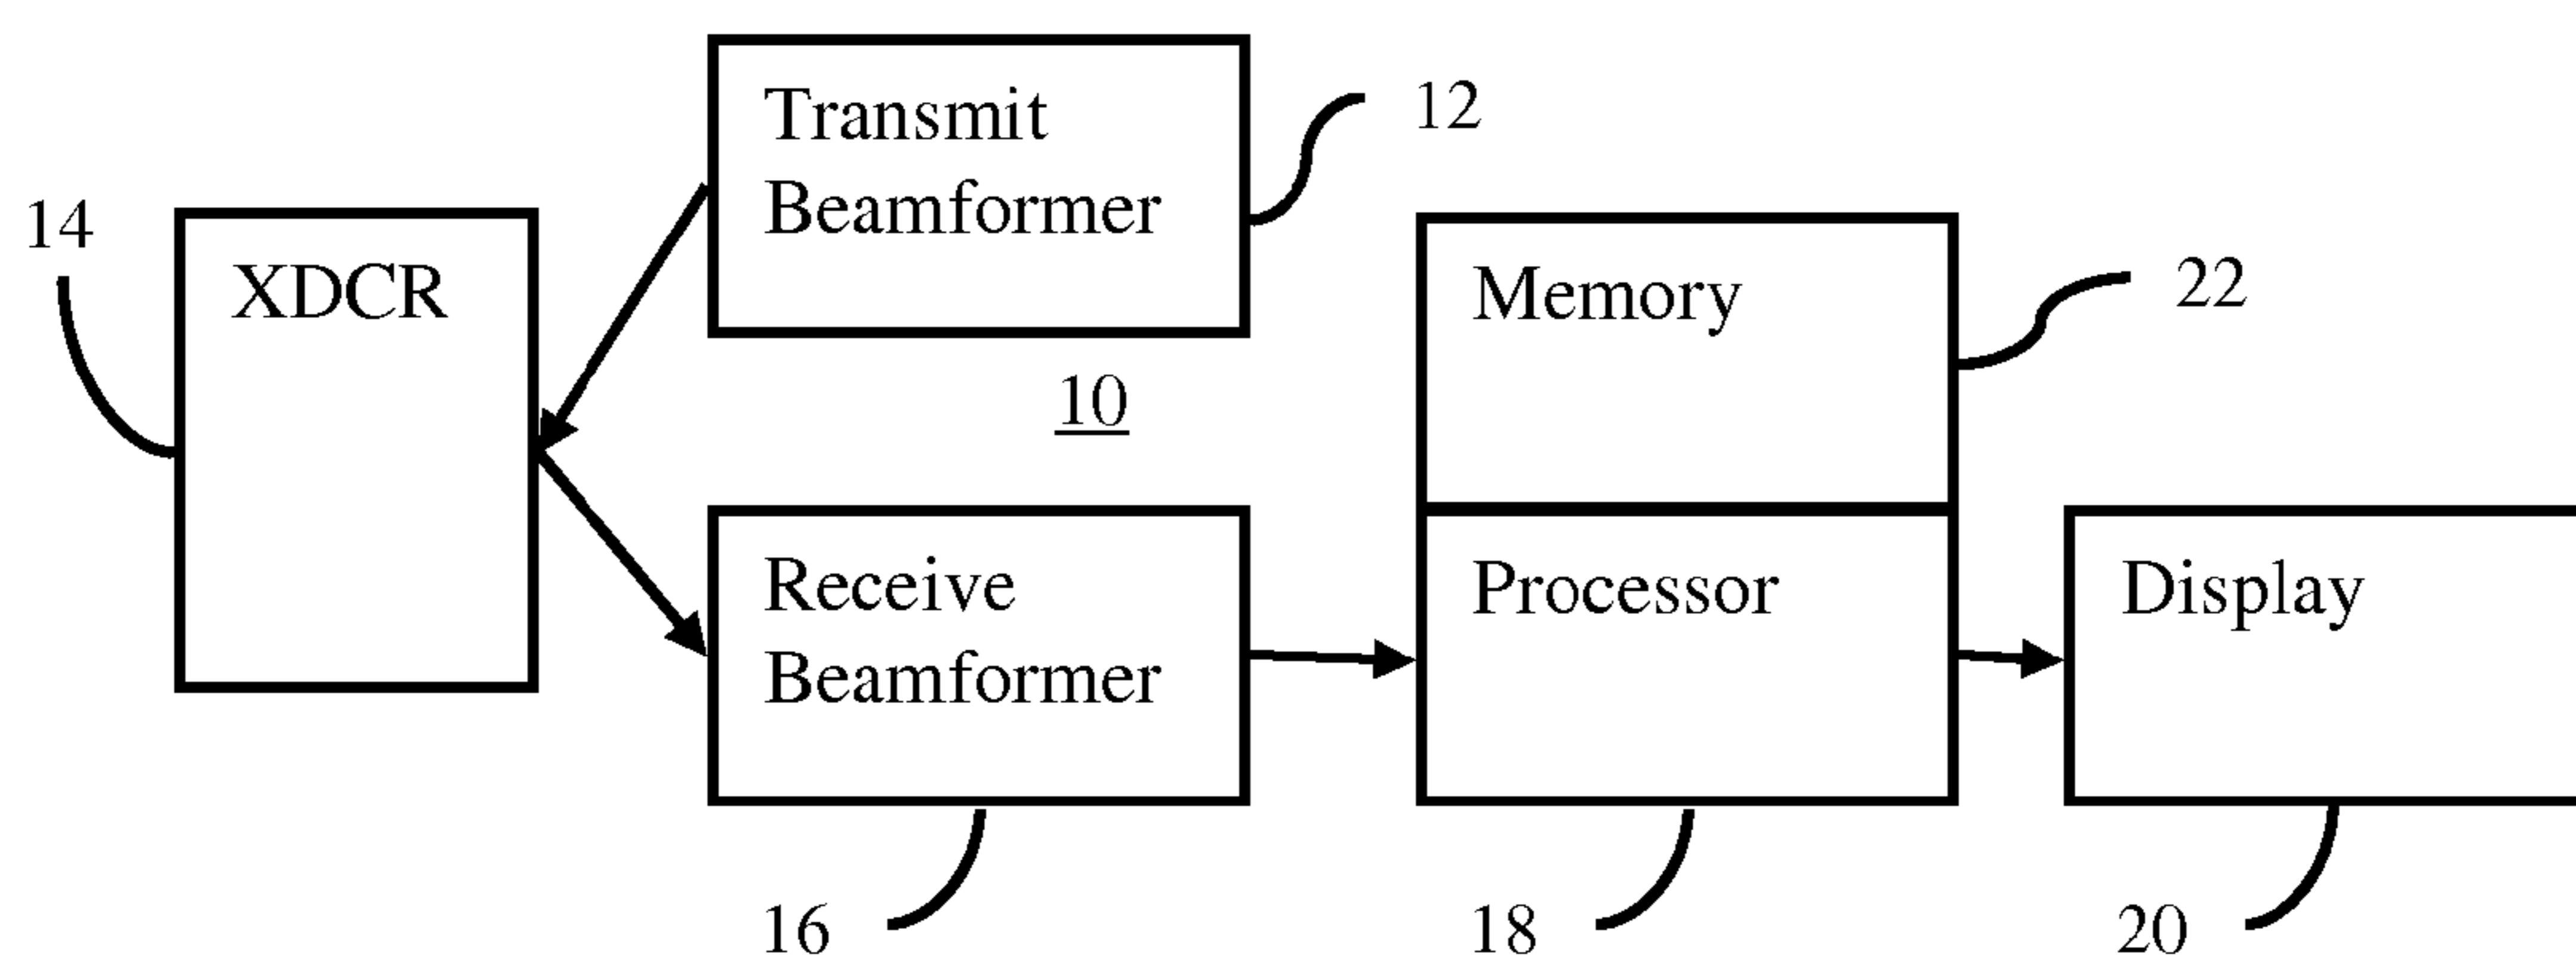 Transmit
Beamformer
12
14
XDCR
Memory
22
10
Receive
Beamformer
Processor
Display
16
18
20